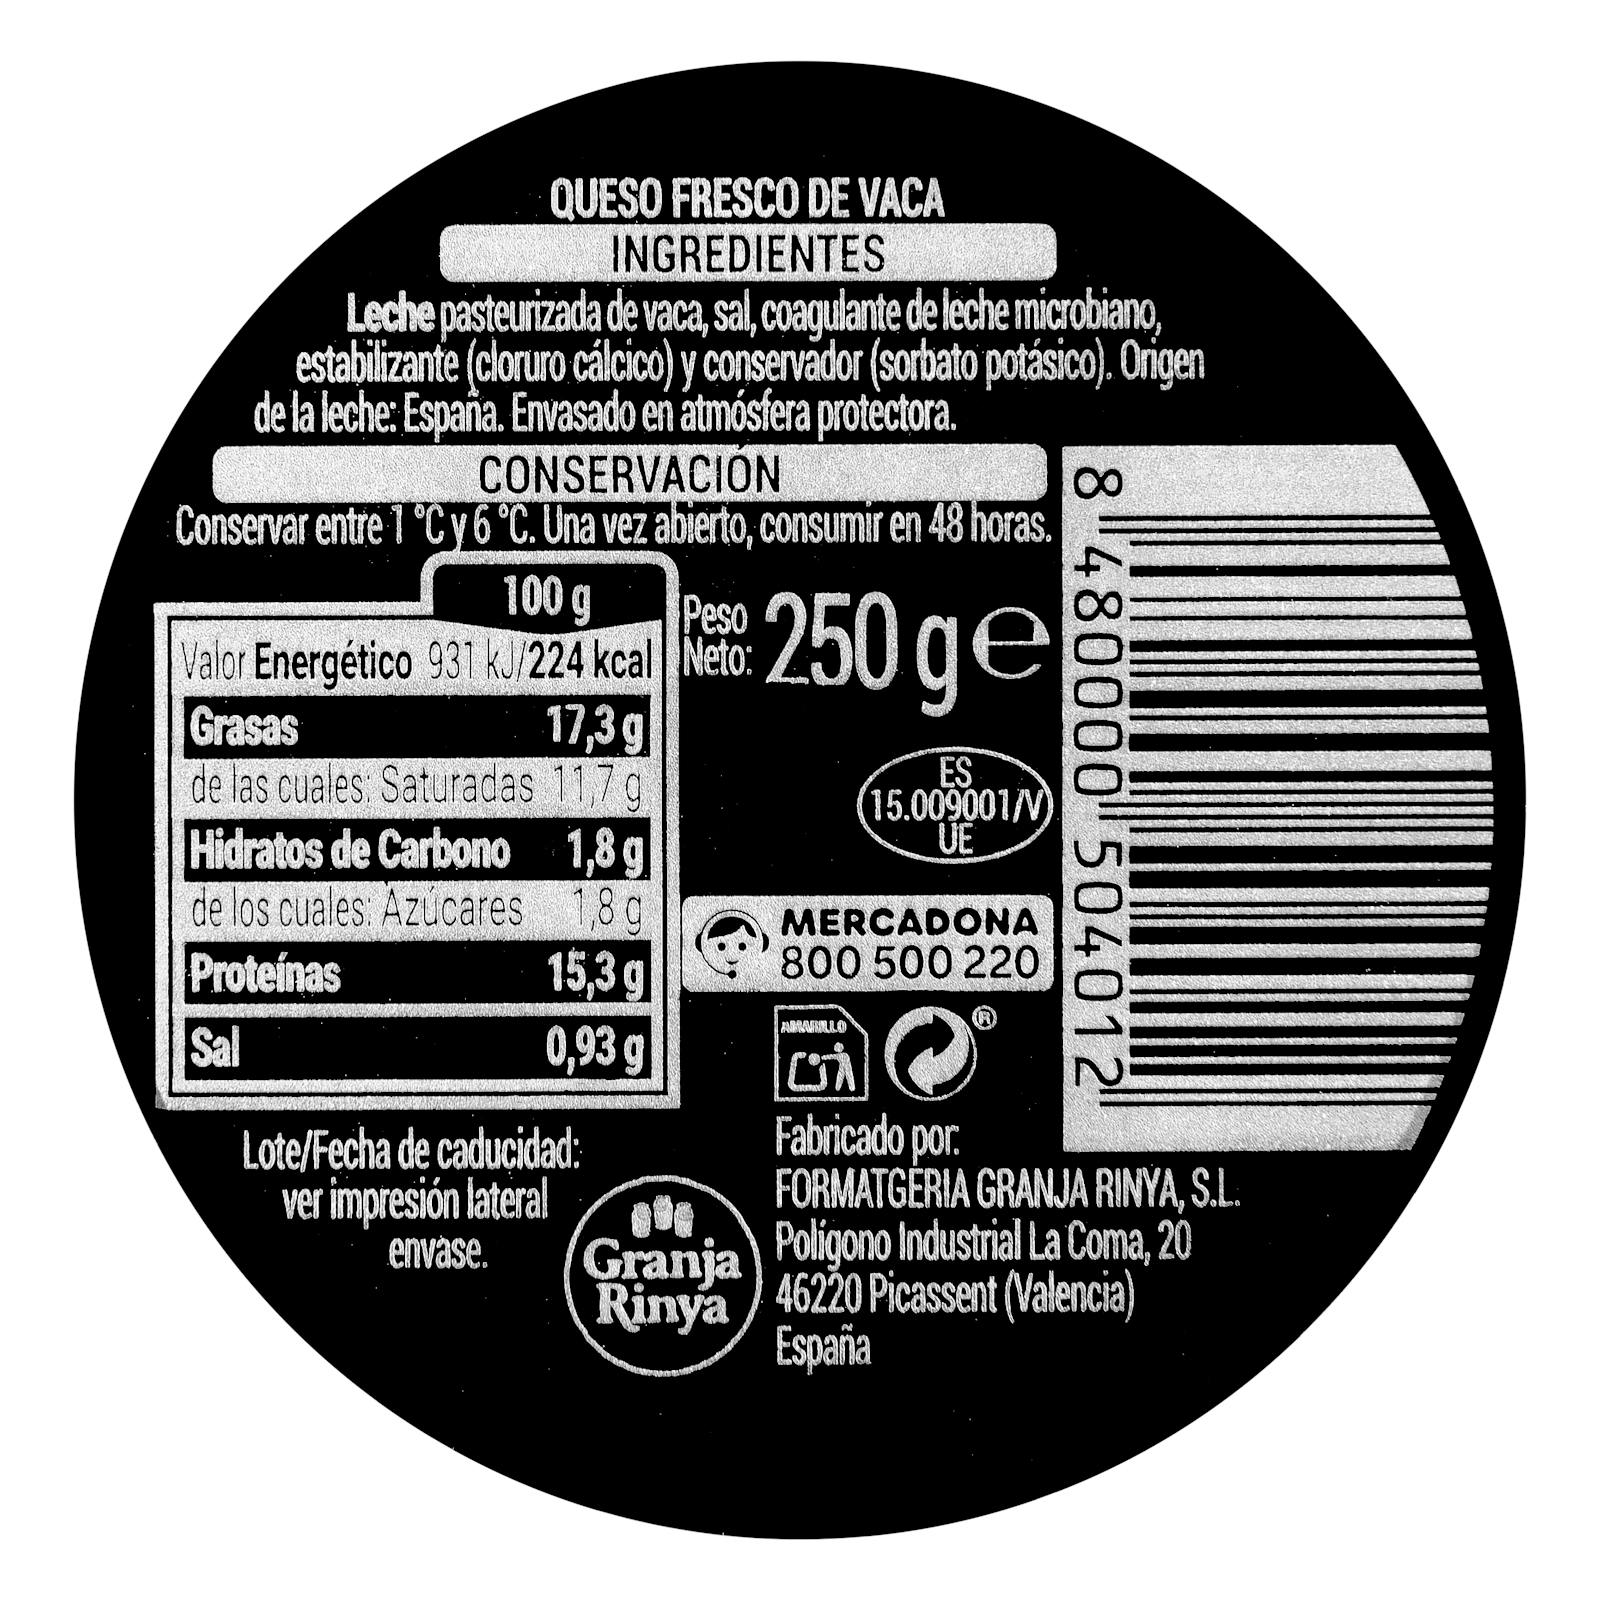 QUESO FRESCO DE VACA
INGREDIENTES
Leche pasteurizada de vaca, sal, coagulante de leche microbiano,
estabilizante (cloruro cálcico) y conservador (sorbato potásico). Origen
de la leche: España. Envasado en atmósfera protectora.
CONSERVACIÓN
Conservar entre 1 °C y 6 °C. Una vez abierto, consumir en 48 horas.
100 g
Valor Energético 931 kJ/224 kcal
Grasas 17,3 g
de las cuales: Saturadas 11,7 g
Hidratos de Carbono 1,8 g
de los cuales: Azúcares 1,8 g
Proteínas 15,3 g
Sal 0,93 g
Lote/Fecha de caducidad:
ver impresión lateral
envase.
Peso
Neto: 250 g e
ES
15.009001/V
UE
MERCADONA
800 500 220
AMARILLO
®
Granja
Rinya
Fabricado por:
FORMATGERIA GRANJA RINYA, S.L.
Polígono Industrial La Coma, 20
46220 Picassent (Valencia)
España
8 480000 504012